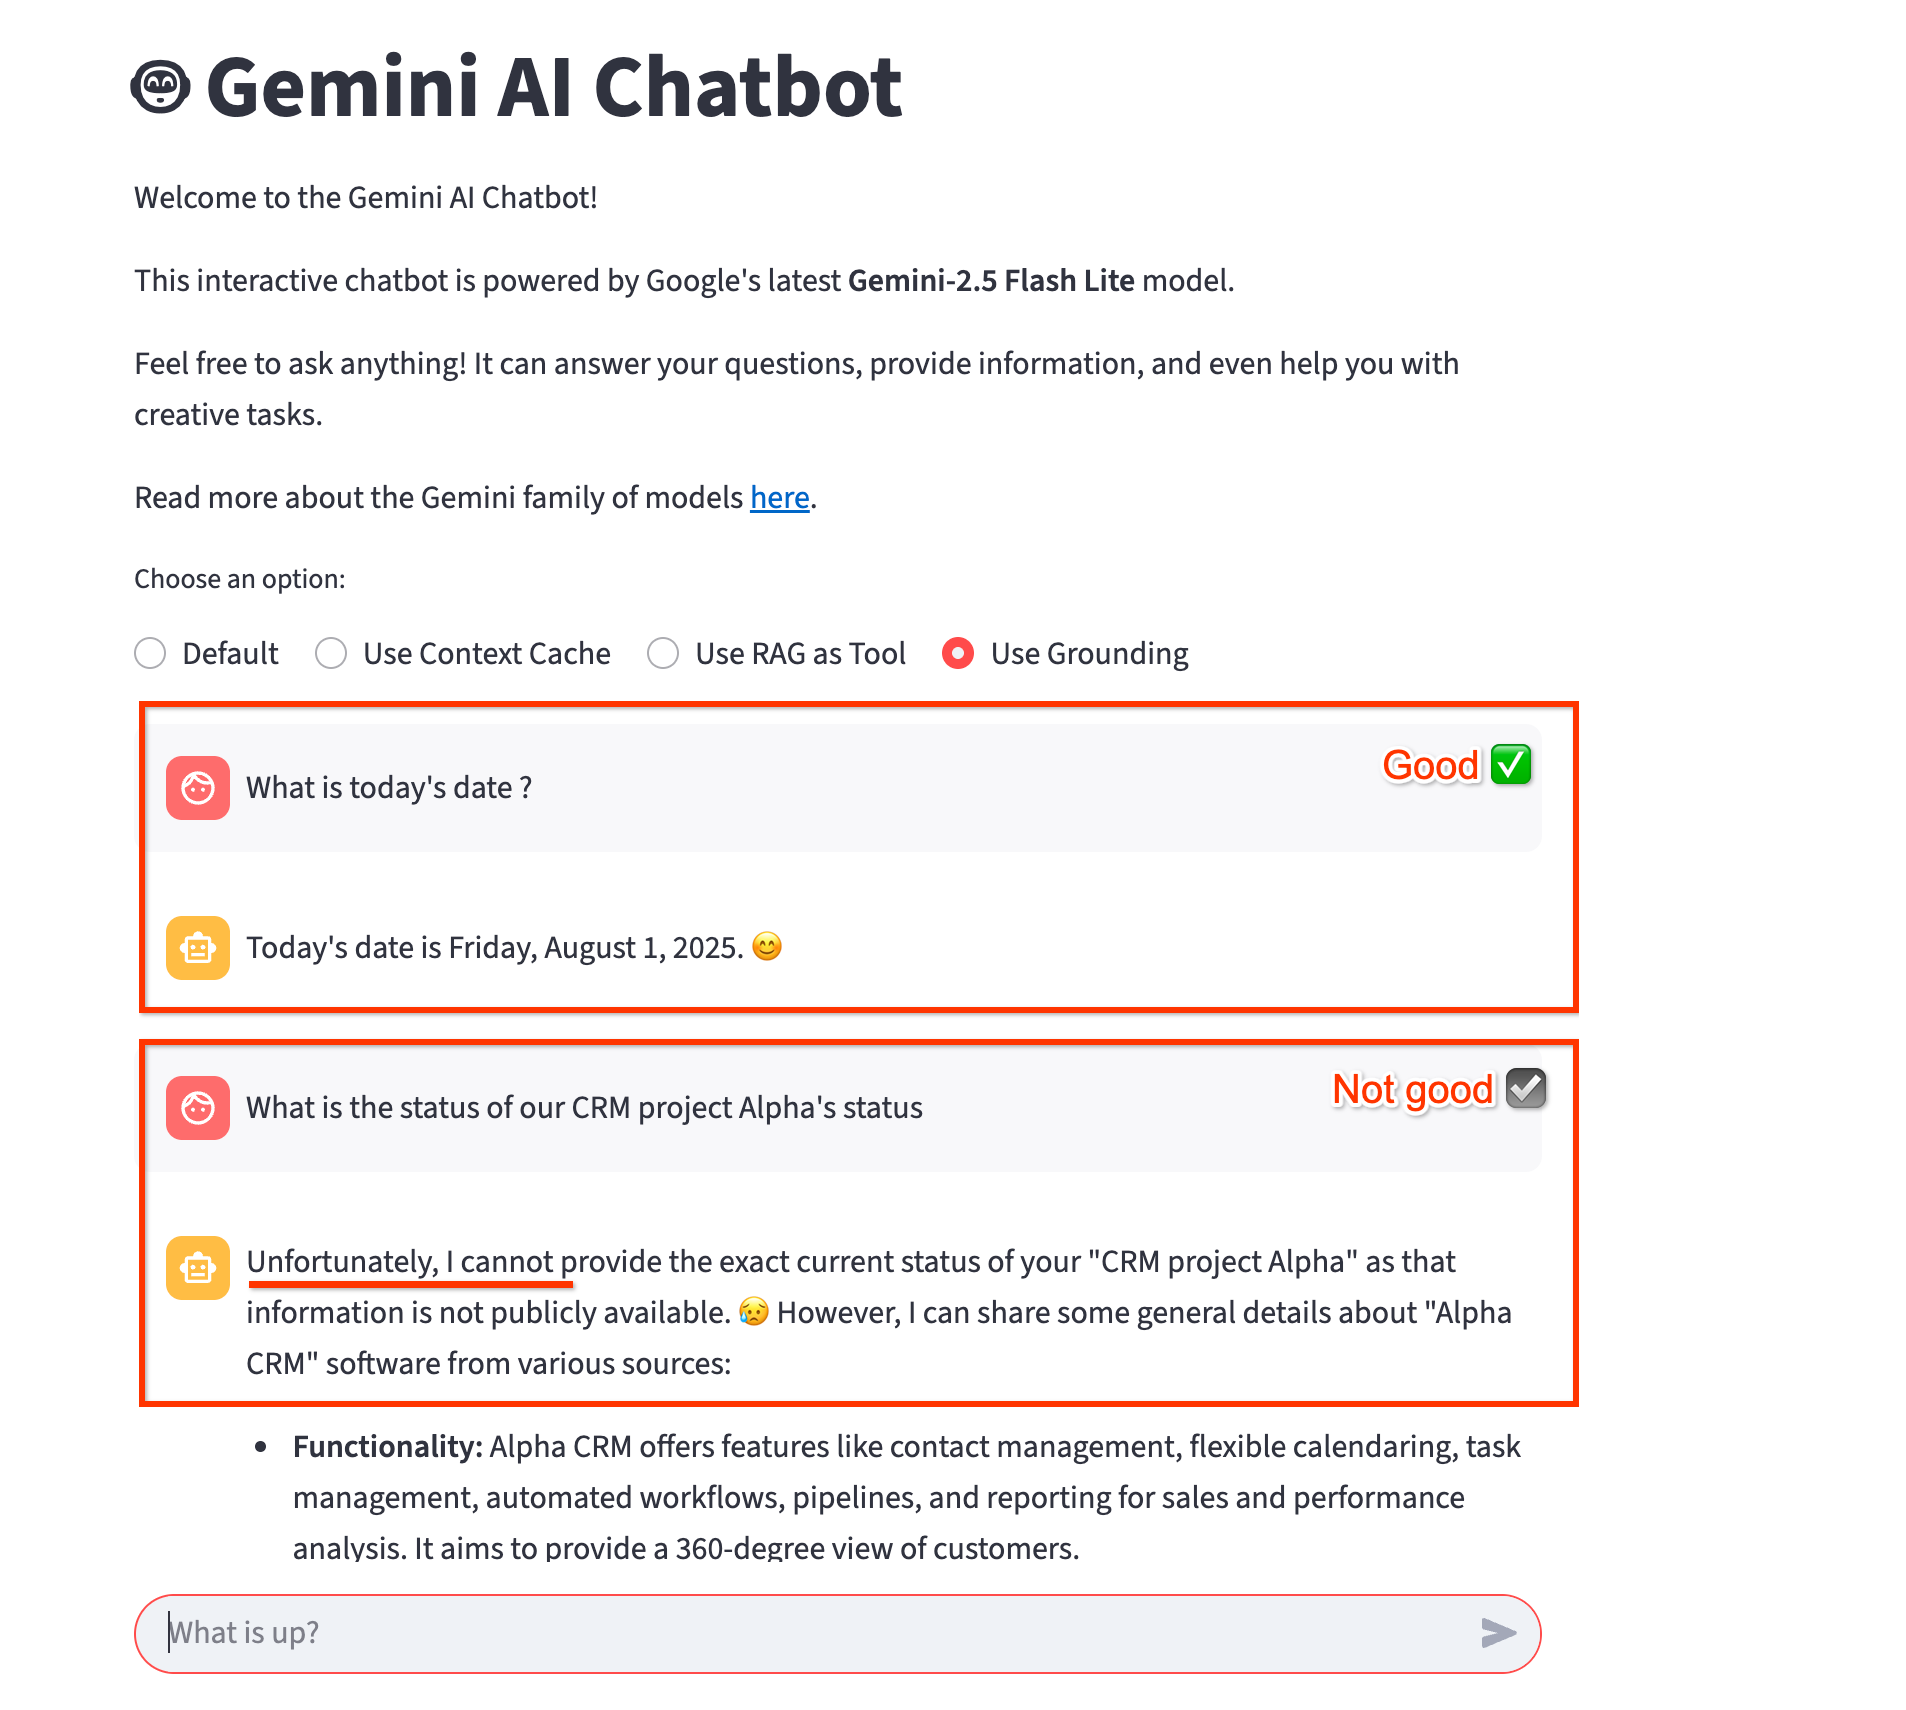 Gemini AI Chatbot
Welcome to the Gemini AI Chatbot!
This interactive chatbot is powered by Google's latest Gemini-2.5 Flash Lite model.
Feel free to ask anything! It can answer your questions, provide information, and even help you with
creative tasks.
Read more about the Gemini family of models here.
Choose an option:
Default Use Context Cache Use RAG as Tool Use Grounding
Good ✅
What is today's date ?
Today's date is Friday, August 1, 2025. 😊
Not good
What is the status of our CRM project Alpha's status
Unfortunately, I cannot provide the exact current status of your "CRM project Alpha" as that
information is not publicly available. 😥 However, I can share some general details about "Alpha
CRM" software from various sources:
• Functionality: Alpha CRM offers features like contact management, flexible calendaring, task
management, automated workflows, pipelines, and reporting for sales and performance
analysis. It aims to provide a 360-degree view of customers.
What is up?